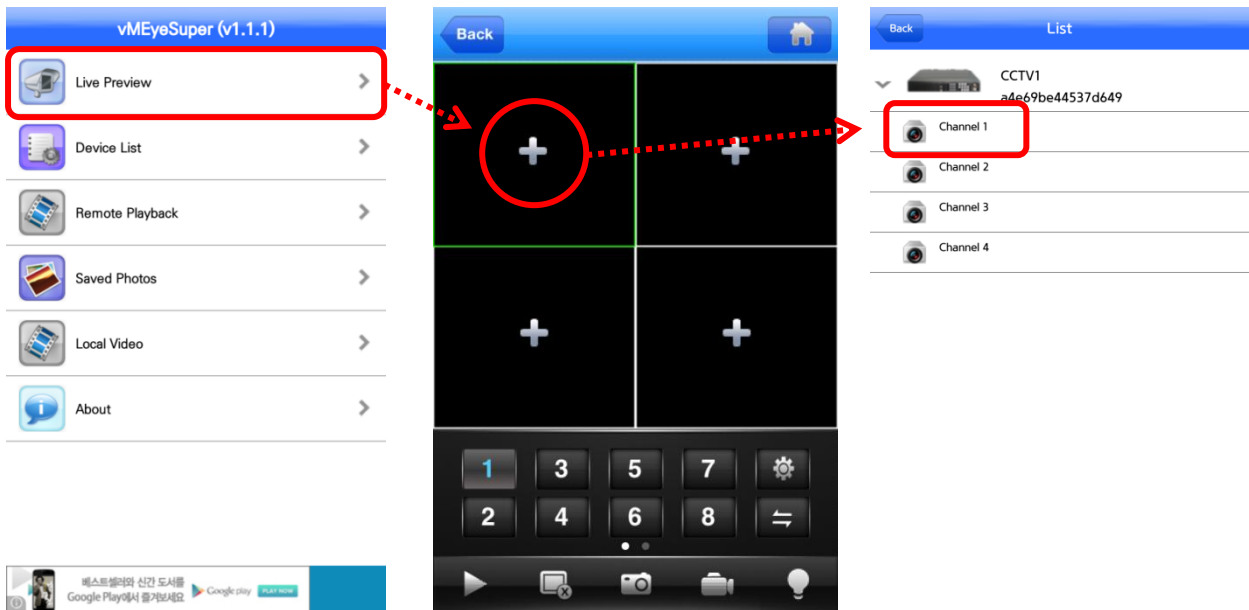 vMEyeSuper (v1.1.1)
Live Preview
Device List
Remote Playback
Saved Photos
Local Video
About
베스트셀러와 신간 도서를
Google Play에서 즐겨보세요
Google play
PLAY NOW
Back
1 3 5 7
2 4 6 8
Back
List
CCTV1
a4e69be44537d649
Channel 1
Channel 2
Channel 3
Channel 4